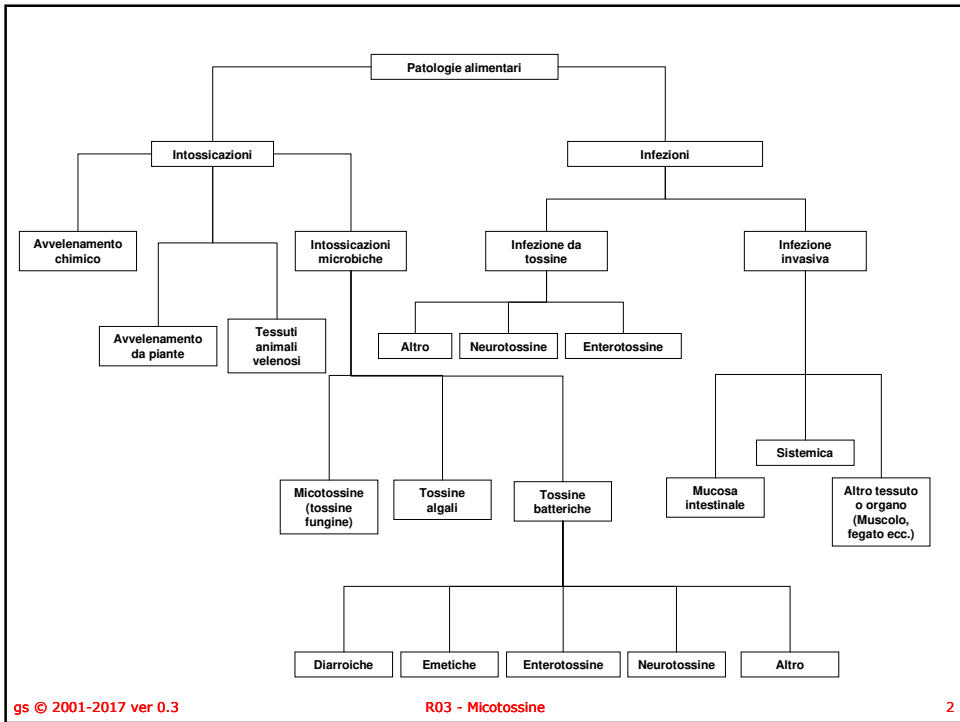 Patologie alimentari
Intossicazioni
Infezioni
Avvelenamento
chimico
Intossicazioni
microbiche
Infezione da
tossine
Infezione
invasiva
Avvelenamento
da piante
Tessuti
animali
velenosi
Altro
Neurotossine
Enterotossine
Sistemica
Micotossine
(tossine
fungine)
Tossine
algali
Tossine
batteriche
Mucosa
intestinale
Altro tessuto
o organo
(Muscolo,
fegato ecc.)
Diarroiche
Emetiche
Enterotossine
Neurotossine
Altro
gs © 2001-2017 ver 0.3
R03 - Micotossine
2